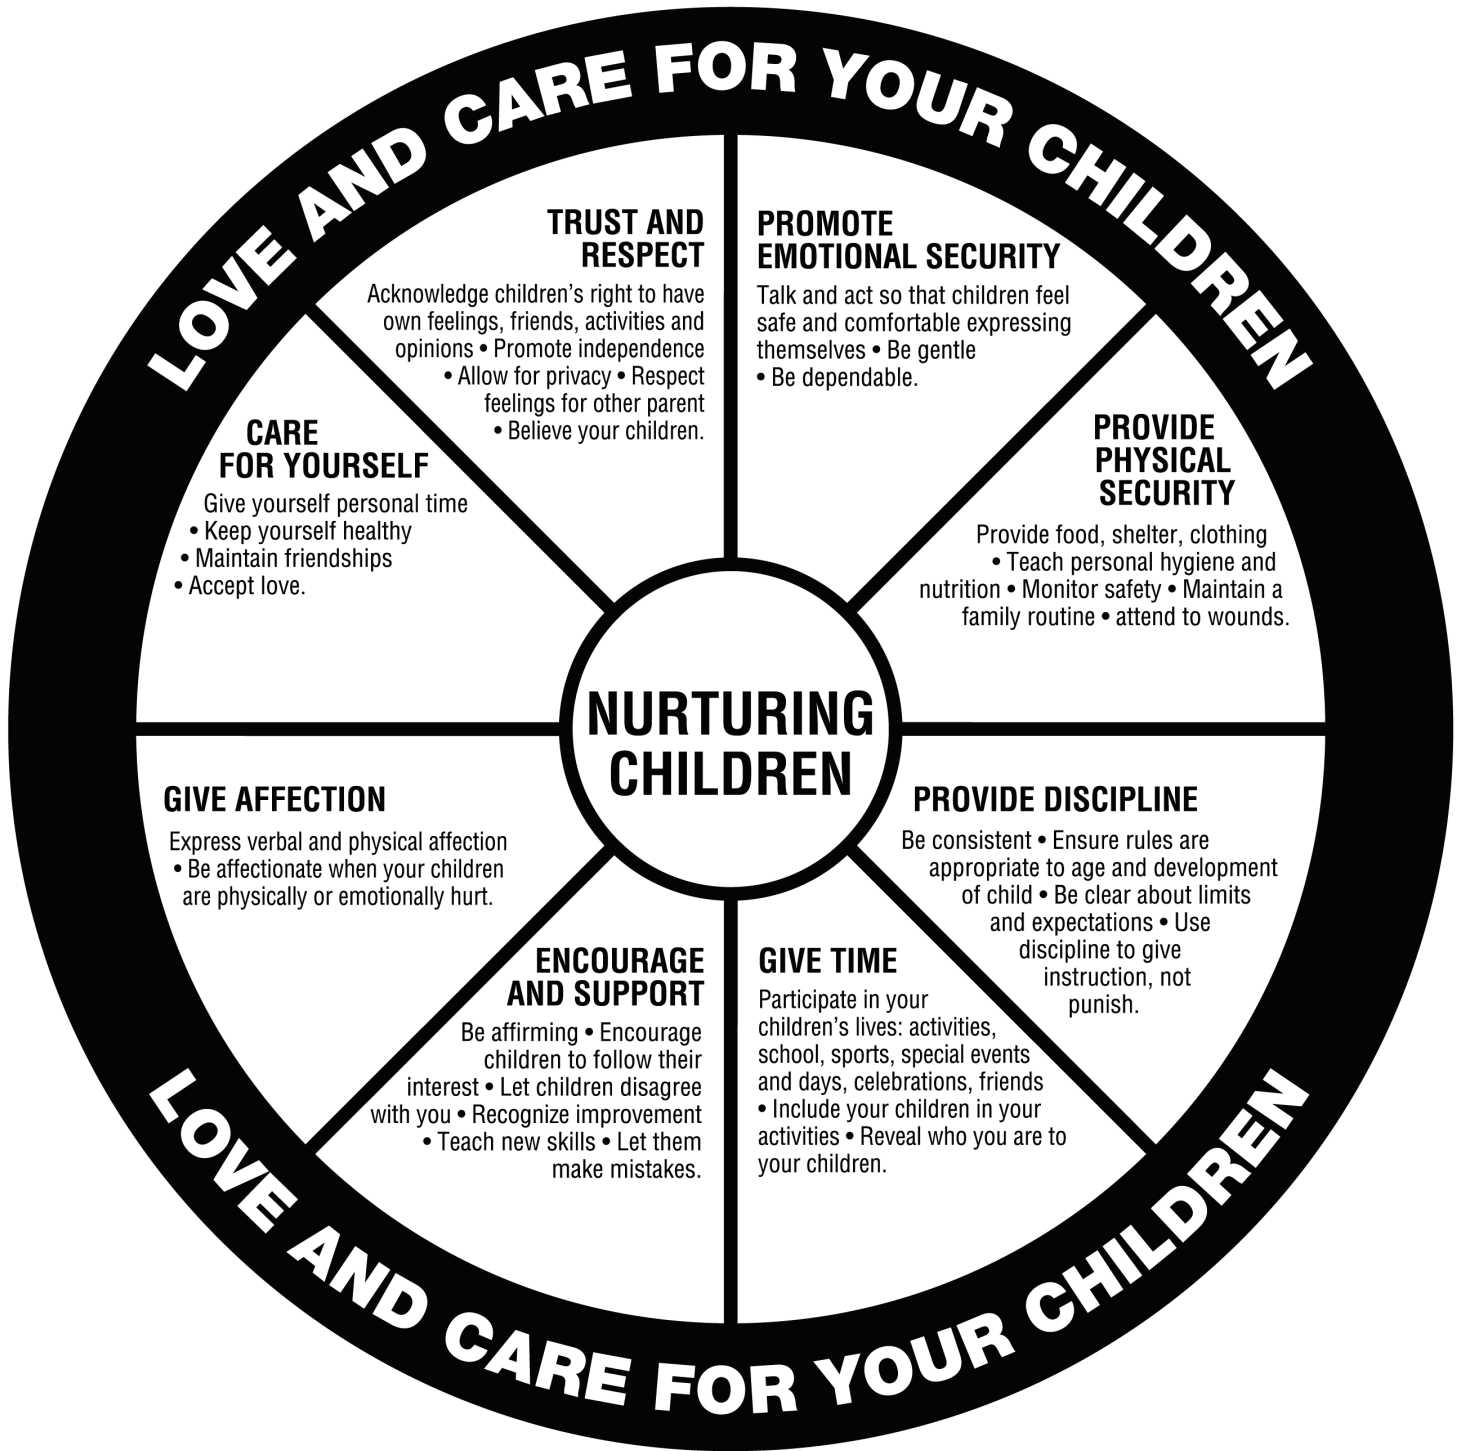 LOVE AND CARE FOR YOUR CHILDREN
TRUST AND
RESPECT
Acknowledge children's right to have
own feelings, friends, activities and
opinions • Promote independence
• Allow for privacy • Respect
feelings for other parent
• Believe your children.
PROMOTE
EMOTIONAL SECURITY
Talk and act so that children feel
safe and comfortable expressing
themselves • Be gentle
• Be dependable.
CARE
FOR YOURSELF
Give yourself personal time
• Keep yourself healthy
• Maintain friendships
• Accept love.
PROVIDE
PHYSICAL
SECURITY
Provide food, shelter, clothing
• Teach personal hygiene and
nutrition • Monitor safety • Maintain a
family routine • attend to wounds.
NURTURING
CHILDREN
GIVE AFFECTION
Express verbal and physical affection
• Be affectionate when your children
are physically or emotionally hurt.
PROVIDE DISCIPLINE
Be consistent • Ensure rules are
appropriate to age and development
of child • Be clear about limits
and expectations • Use
discipline to give
instruction, not
punish.
ENCOURAGE
AND SUPPORT
Be affirming • Encourage
children to follow their
interest • Let children disagree
with you • Recognize improvement
• Teach new skills • Let them
make mistakes.
GIVE TIME
Participate in your
children's lives: activities,
school, sports, special events
and days, celebrations, friends
• Include your children in your
activities • Reveal who you are to
your children.
LOVE AND CARE FOR YOUR CHILDREN